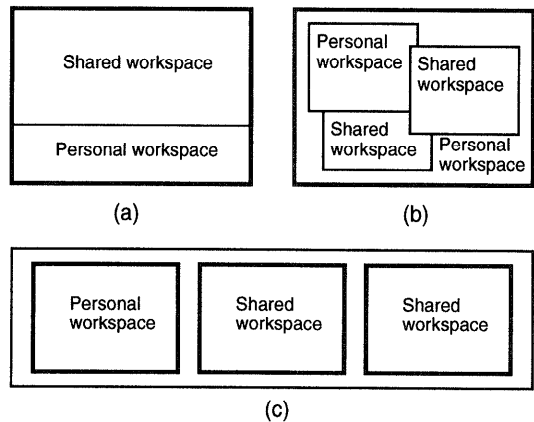 Shared workspace
Personal workspace
(a)
Personal
workspace
Shared
workspace
Shared
workspace
Personal
workspace
(b)
Personal
workspace
Shared
workspace
Shared
workspace
(c)